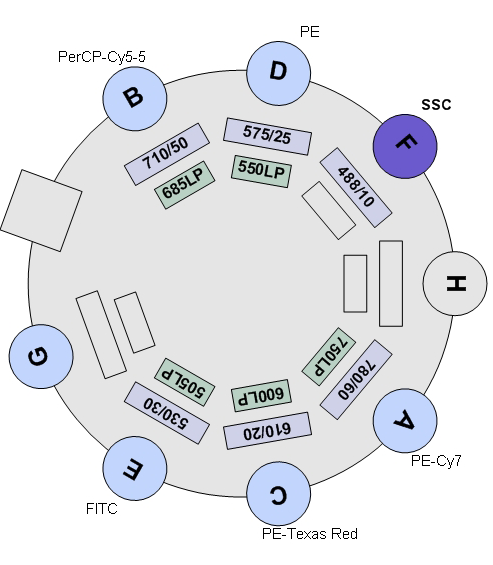 PE
PerCP-Cy5-5
D
B
SSC
F
575/25
710/50
550LP
488/10
685LP
H
750LP
G
505LP
600LP
780/60
530/30
610/20
A
PE-Cy7
E
C
FITC
PE-Texas Red